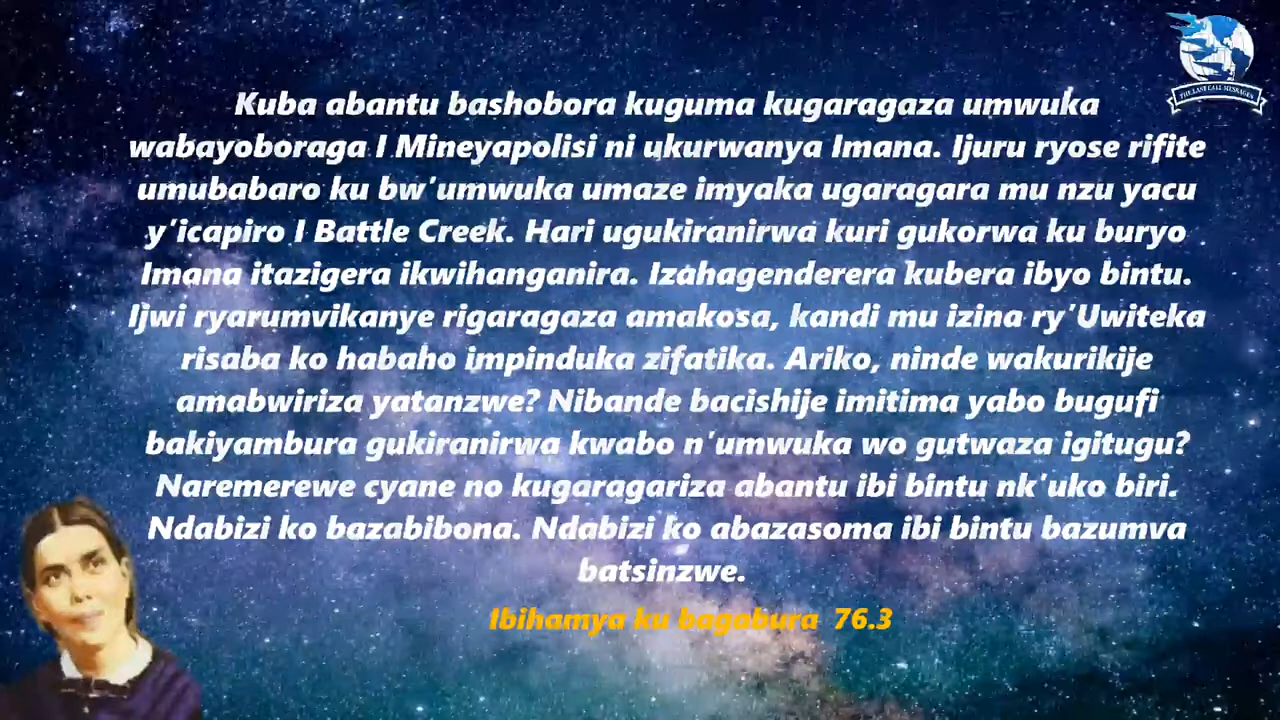 THE LAST CALL MESSAGES
Kuba abantu bashobora kuguma kugaragaza umwuka
wabayoboraga I Mineyapolisi ni ukurwanya Imana. Ijuru ryose rifite
umubabaro ku bw'umwuka umaze imyaka ugaragara mu nzu yacu
y'icapiro I Battle Creek. Hari ugukiranirwa kuri gukorwa ku buryo
Imana itazigera ikwihanganira. Izahagenderera kubera ibyo bintu.
Ijwi ryarumvikanye rigaragaza amakosa, kandi mu izina ry'Uwiteka
risaba ko habaho impinduka zifatika. Ariko, ninde wakurikije
amabwiriza yatanzwe? Nibande bacishije imitima yabo bugufi
bakiyambura gukiranirwa kwabo n'umwuka wo gutwaza igitugu?
Naremerewe cyane no kugaragariza abantu ibi bintu nk'uko biri.
Ndabizi ko bazabibona. Ndabizi ko abazasoma ibi bintu bazumva
batsinzwe.
Ibihamya ku bagabura 76.3